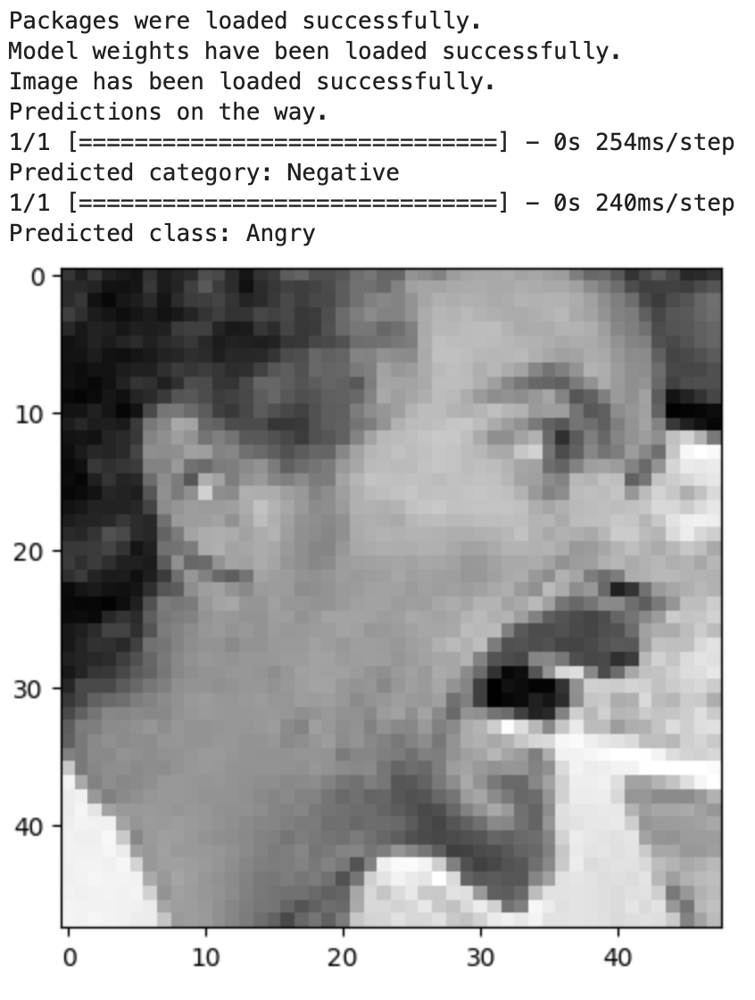 Packages were loaded successfully.
Model weights have been loaded successfully.
Image has been loaded successfully.
Predictions on the way.
1/1 [==============================] - 0s 254ms/step
Predicted category: Negative
1/1 [==============================] - 0s 240ms/step
Predicted class: Angry
0
10
20
30
40
0 10 20 30 40